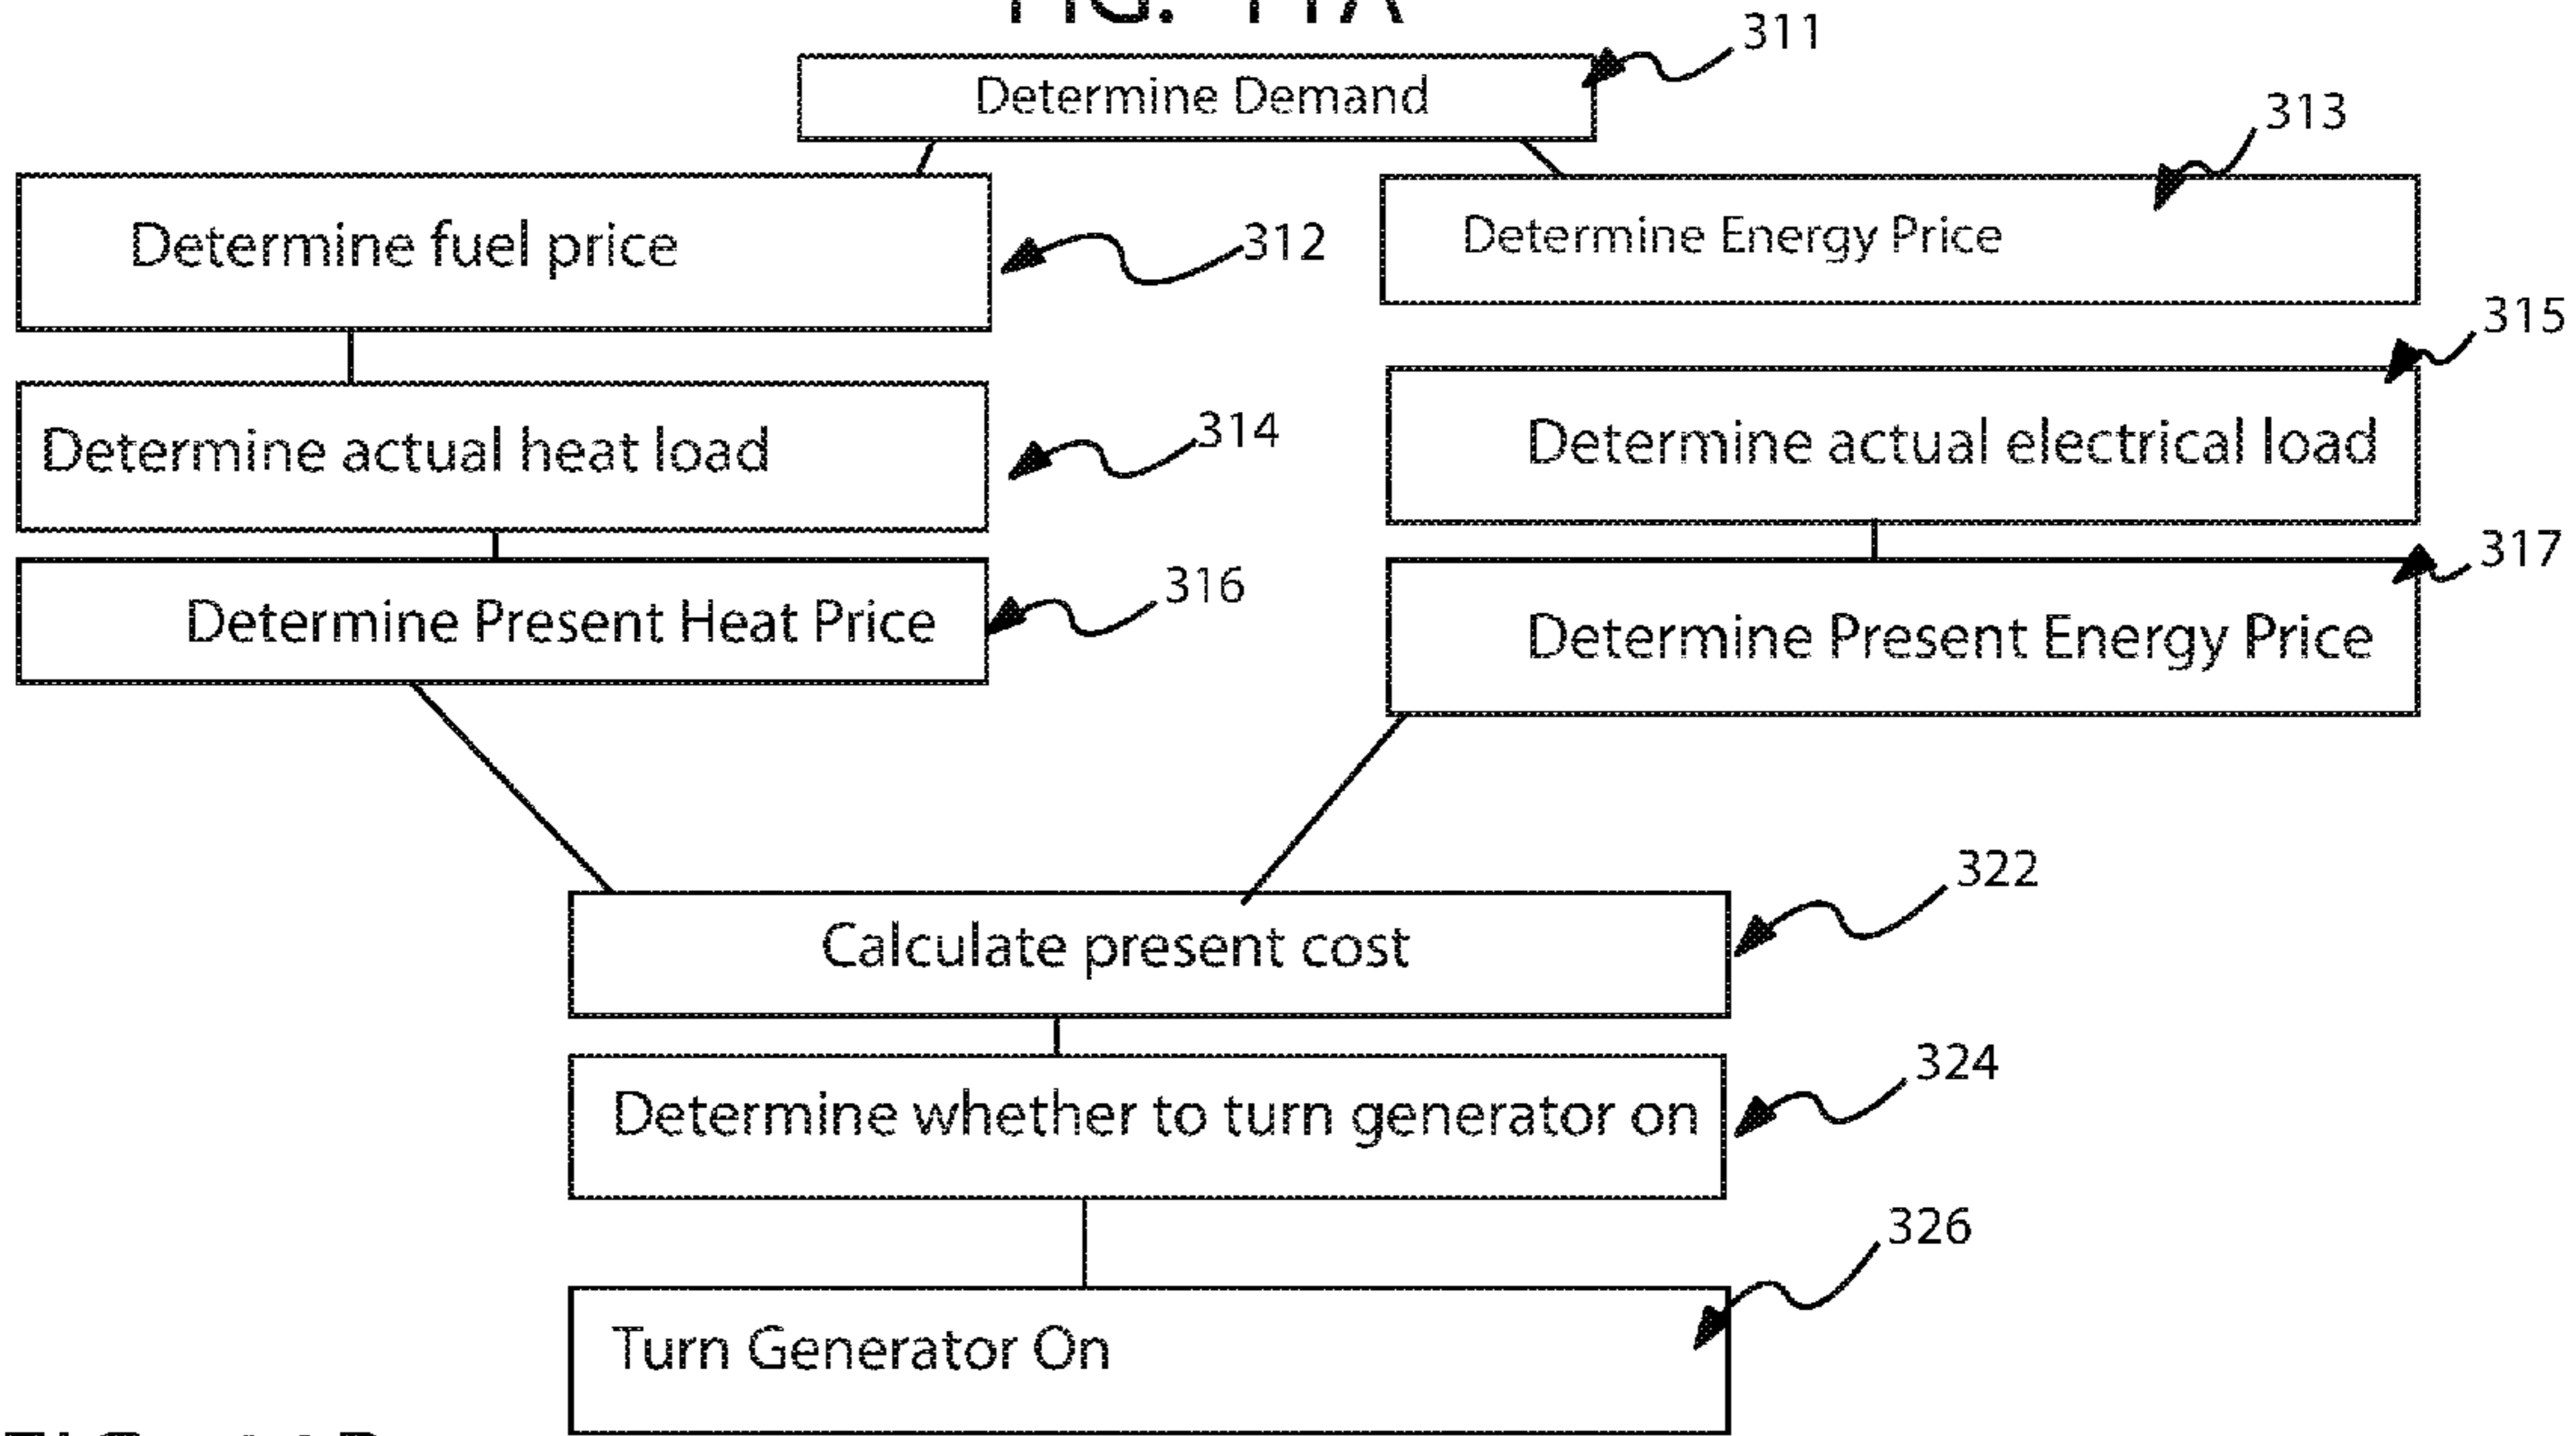 FIG. 11A
Determine Demand
311
313
Determine fuel price
312
Determine Energy Price
315
Determine actual heat load
314
Determine actual electrical load
317
Determine Present Heat Price
316
Determine Present Energy Price
322
Calculate present cost
324
Determine whether to turn generator on
326
Turn Generator On